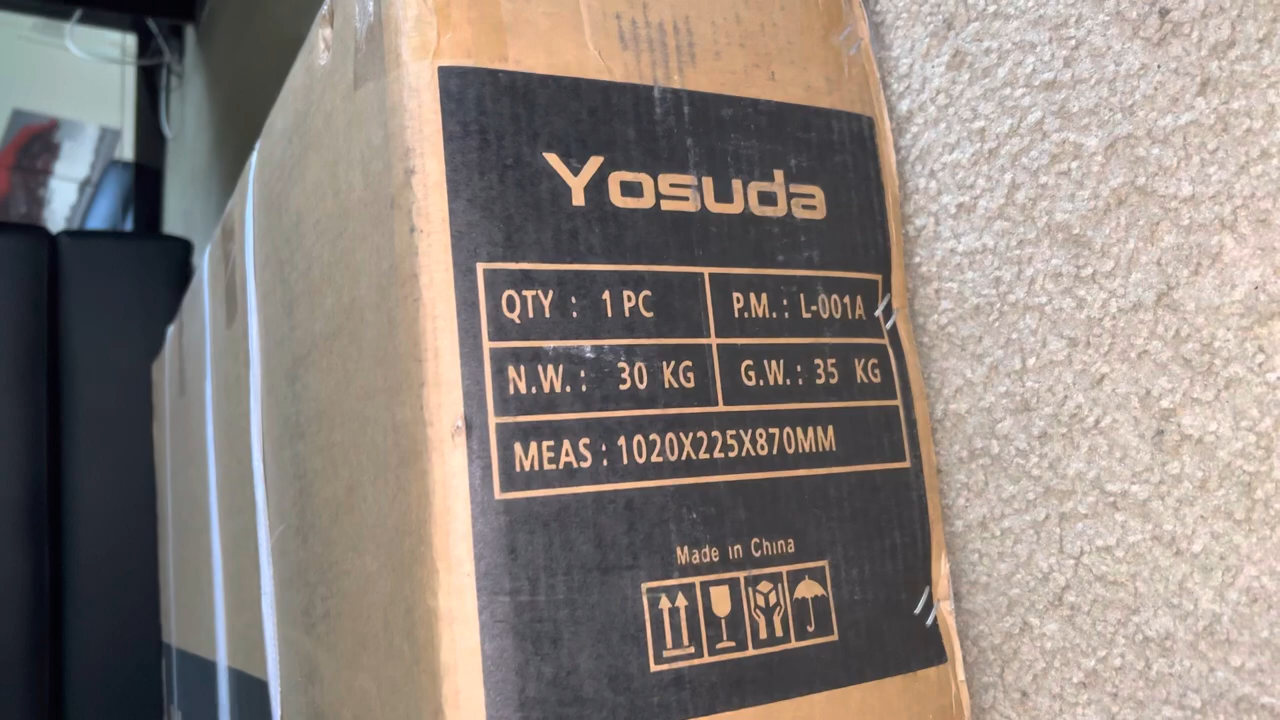 Yosuda
QTY : 1 PC P.M. : L-001A
N.W. : 30 KG G.W. : 35 KG
MEAS : 1020X225X870MM
Made in China